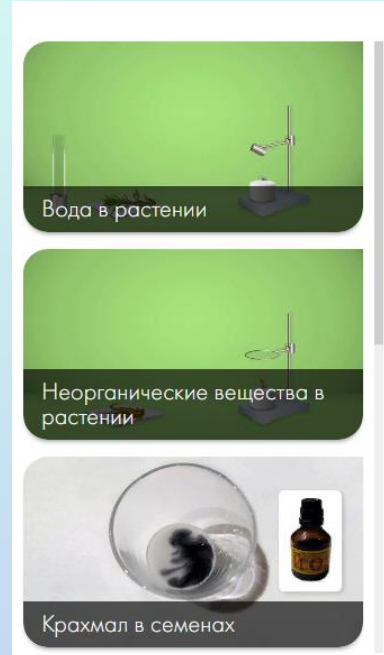 Вода в растении
Неорганические вещества в
растении
Крахмал в семенах